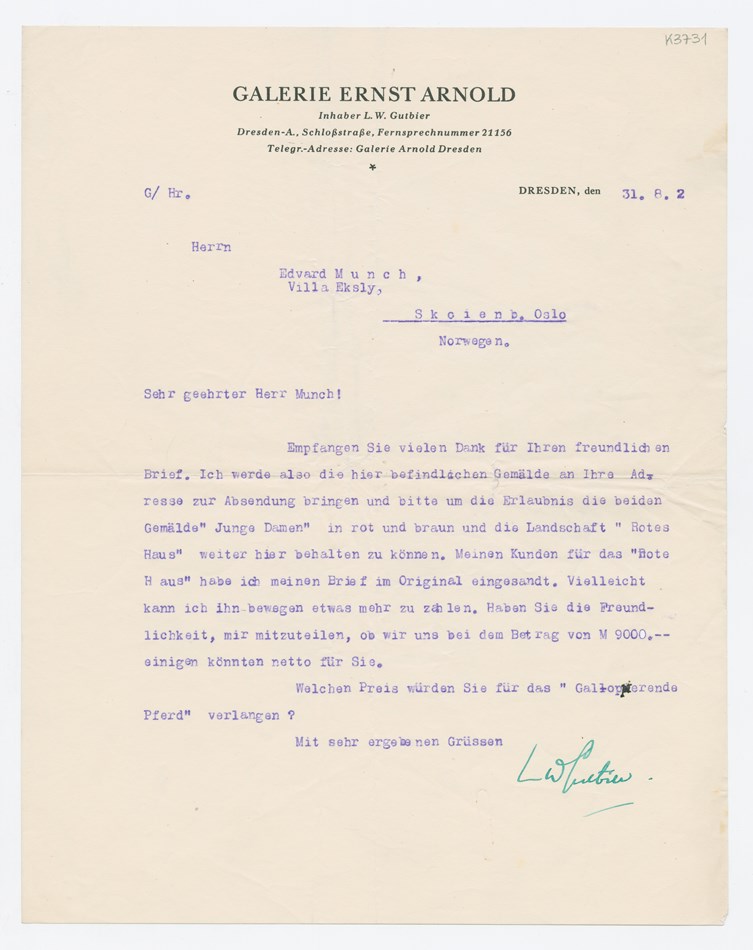 K3731
GALERIE ERNST ARNOLD
Inhaber L.W. Gutbier
Dresden-A., Schloßstraße, Fernsprechnummer 21156
Telegr.-Adresse: Galerie Arnold Dresden
*
G/ Hr.
DRESDEN, den 31. 8. 2
Herrn
Edvard M u n c h ,
Villa Eksly,
S k o i e n b. Oslo
Norwegen.
Sehr geehrter Herr Munch!
Empfangen Sie vielen Dank für Ihren freundlichen
Brief. Ich werde also die hier befindlichen Gemälde an Ihre Ad-
resse zur Absendung bringen und bitte um die Erlaubnis die beiden
Gemälde" Junge Damen" in rot und braun und die Landschaft " Rotes
Haus" weiter hier behalten zu können. Meinen Kunden für das "Rote
H aus" habe ich meinen Brief im Original eingesandt. Vielleicht
kann ich ihn bewegen etwas mehr zu zahlen. Haben Sie die Freund-
lichkeit, mir mitzuteilen, ob wir uns bei dem Betrag von M 9000.--
einigen könnten netto für Sie.
Welchen Preis würden Sie für das " Galloppierende
Pferd" verlangen ?
Mit sehr ergebenen Grüssen
L W Gutbier.